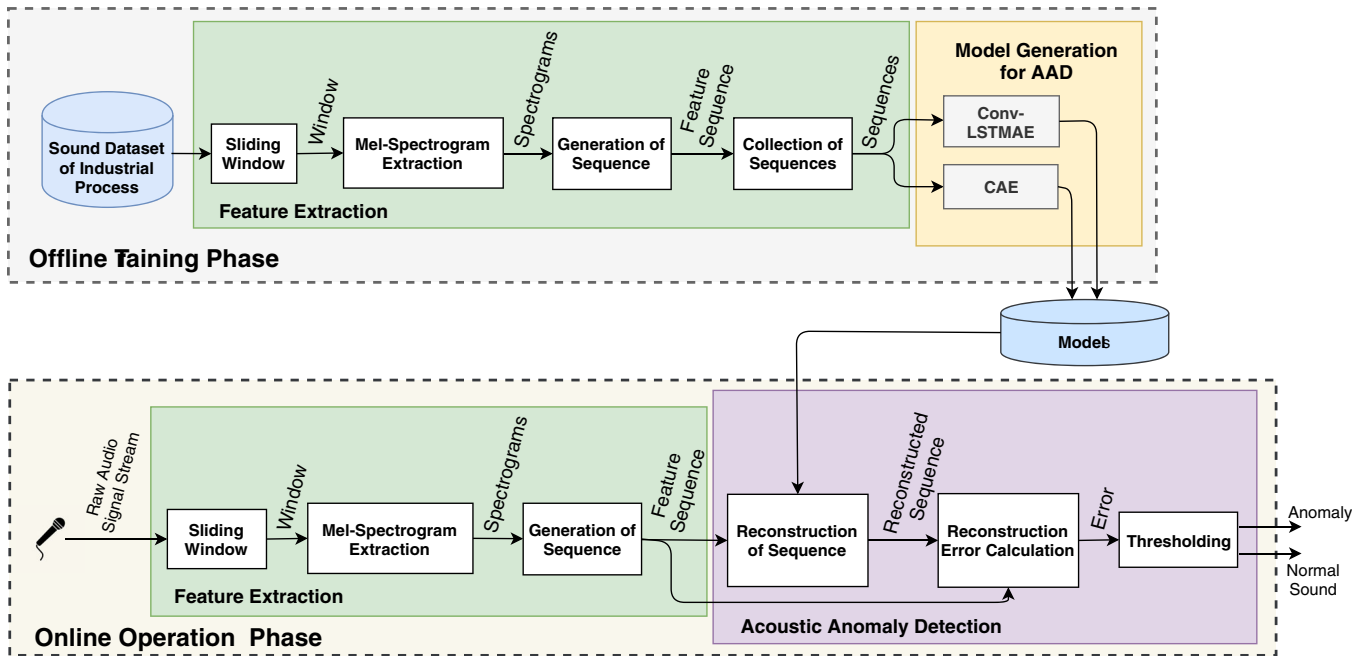 Model Generation
for AAD
Window
Spectrograms
Feature
Sequence
Sequences
Sound Dataset
of Industrial
Process
Sliding
Window
Mel-Spectrogram
Extraction
Generation of
Sequence
Collection of
Sequences
Conv-
LSTMAE
CAE
Feature Extraction
Offline Taining Phase
Models
Raw Audio
Signal Stream
Window
Spectrograms
Feature
Sequence
Reconstructed
Sequence
Error
Sliding
Window
Mel-Spectrogram
Extraction
Generation of
Sequence
Reconstruction
of Sequence
Reconstruction
Error Calculation
Thresholding
Anomaly
Normal
Sound
Feature Extraction
Acoustic Anomaly Detection
Online Operation Phase